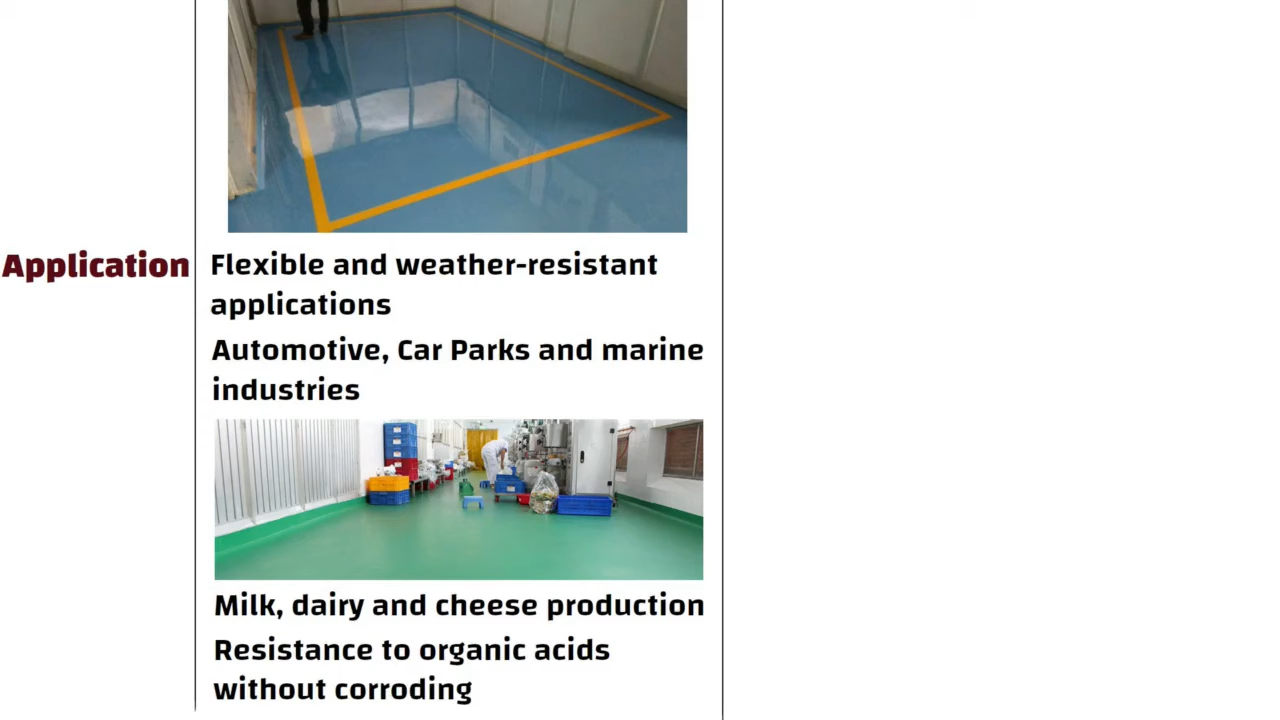 Application
Flexible and weather-resistant
applications
Automotive, Car Parks and marine
industries
Milk, dairy and cheese production
Resistance to organic acids
without corroding